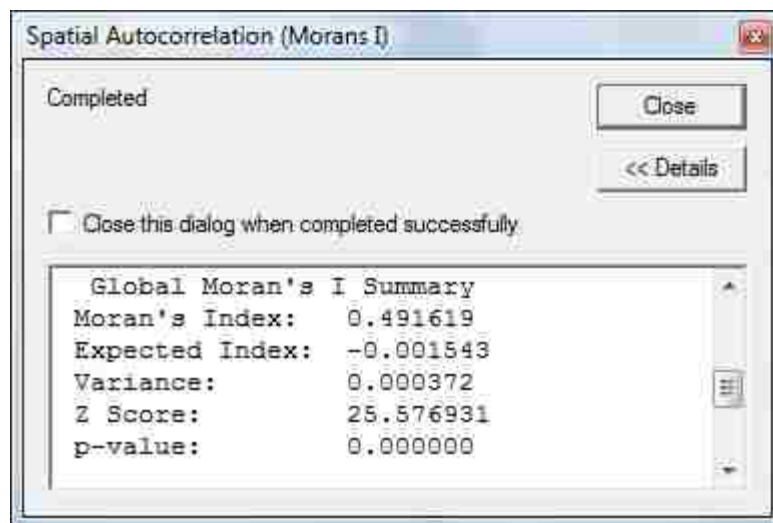 Spatial Autocorrelation (Morans I)
Completed
Close
<< Details
Close this dialog when completed successfully
Global Moran's I Summary
Moran's Index: 0.491619
Expected Index: -0.001543
Variance: 0.000372
Z Score: 25.576931
p-value: 0.000000